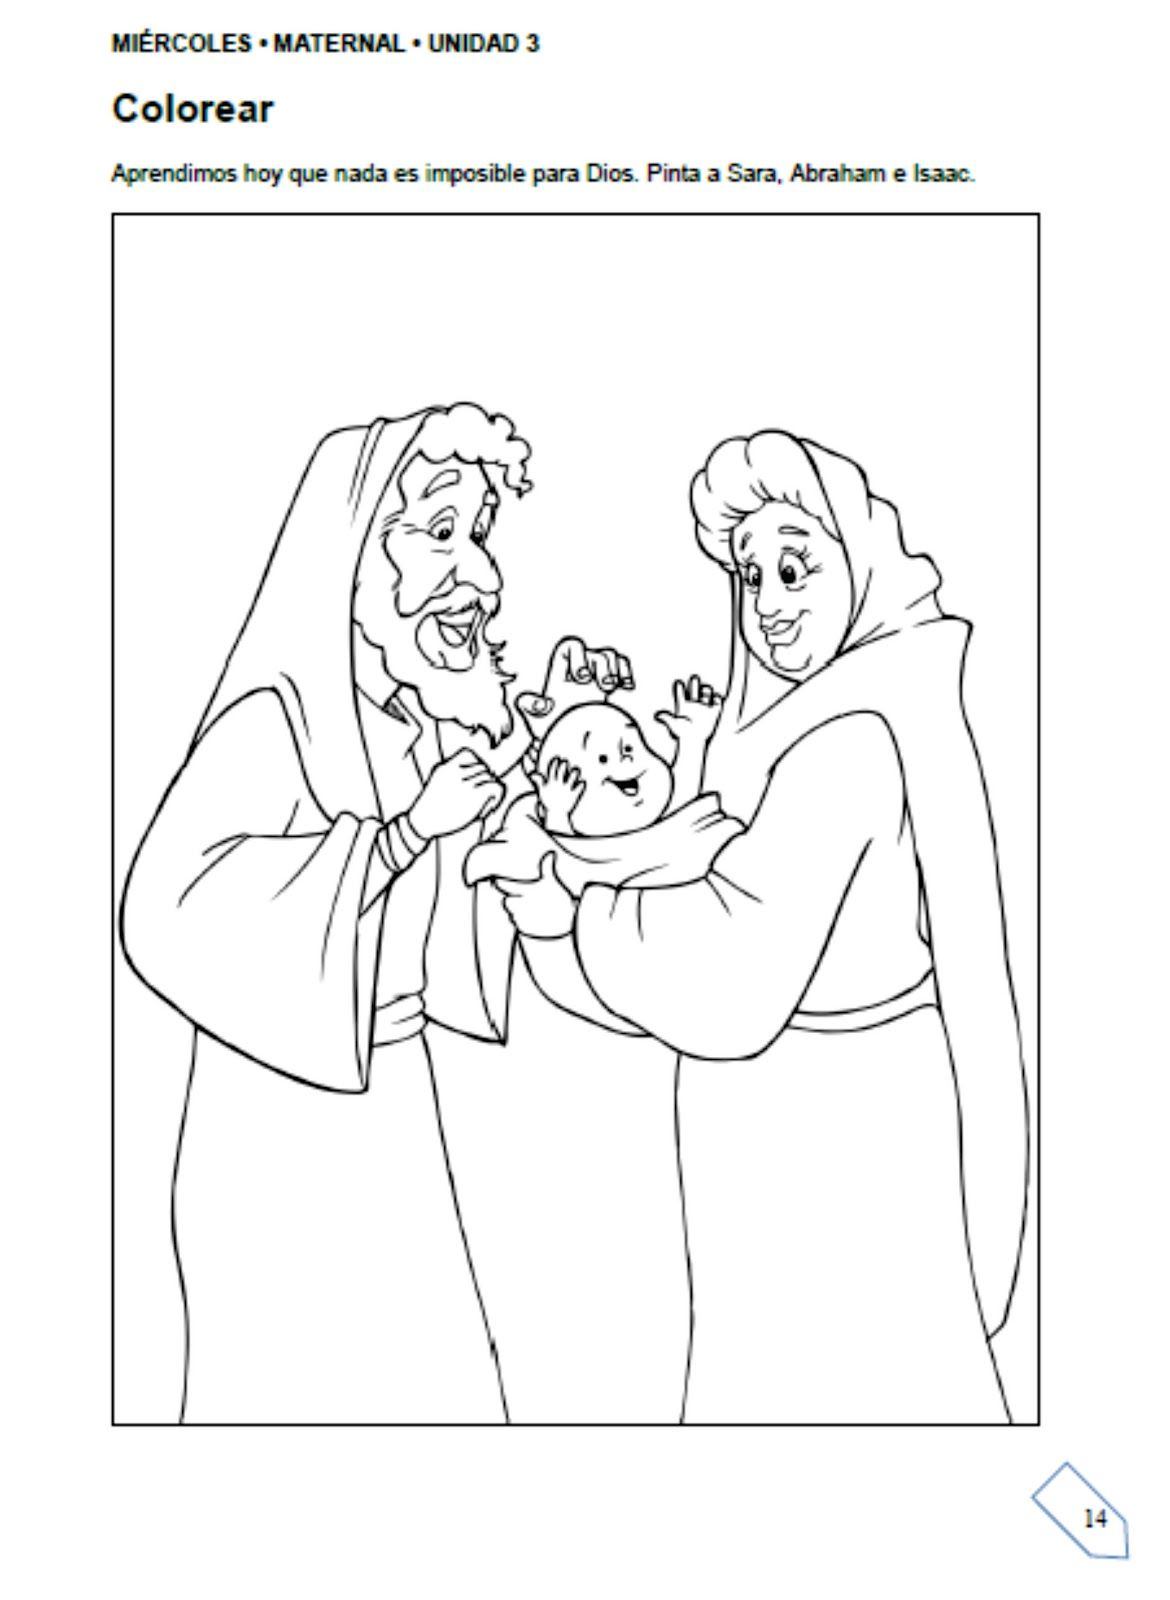 MIÉRCOLES • MATERNAL • UNIDAD 3
Colorear
Aprendimos hoy que nada es imposible para Dios. Pinta a Sara, Abraham e Isaac.
14